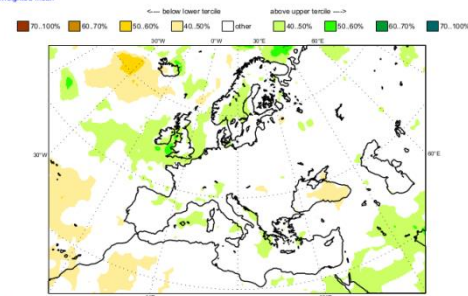 <---- below lower tercile above upper tercile ---->
70..100% 60..70% 50..60% 40..50% other 40..50% 50..60% 60..70% 70..100%
30°W 0°W 30°E 60°E
30°W 60°E